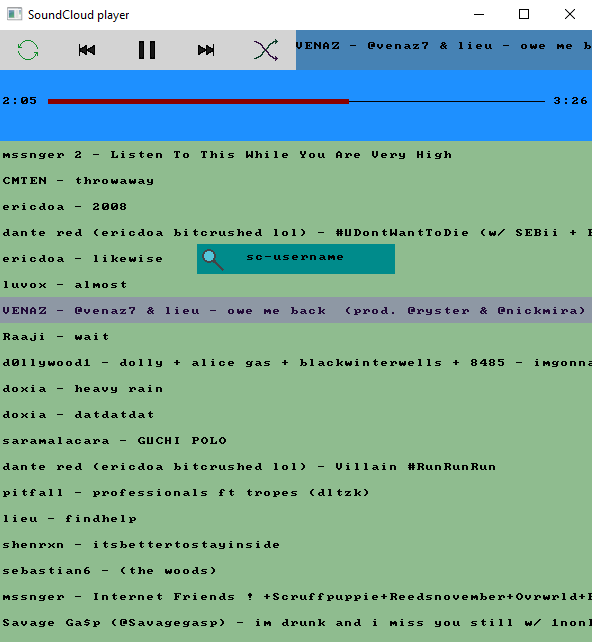 SoundCloud player
VENAZ - @venaz7 & lieu - owe me b
2:05
3:26
mssnger 2 - Listen To This While You Are Very High
CMTEN - throwaway
ericdoa - 2008
dante red (ericdoa bitcrushed lol) - #UDontWantToDie (w/ SEBii +
ericdoa - likewise
sc-username
luvox - almost
VENAZ - @venaz7 & lieu - owe me back (prod. @ryster & @nickmira)
Raaji - wait
d0llywood1 - dolly + alice gas + blackwinterwells + 8485 - imgonna
doxia - heavy rain
doxia - datdatdat
saramalacara - GUCHI POLO
dante red (ericdoa bitcrushed lol) - Villain #RunRunRun
pitfall - professionals ft tropes (dltzk)
lieu - findhelp
shenrxn - itsbettertostayinside
sebastian6 - (the woods)
mssnger - Internet Friends ! +Scruffpuppie+Reedsnovember+Ovrwrld+
Savage Ga$p (@Savagegasp) - im drunk and i miss you still w/ 1non